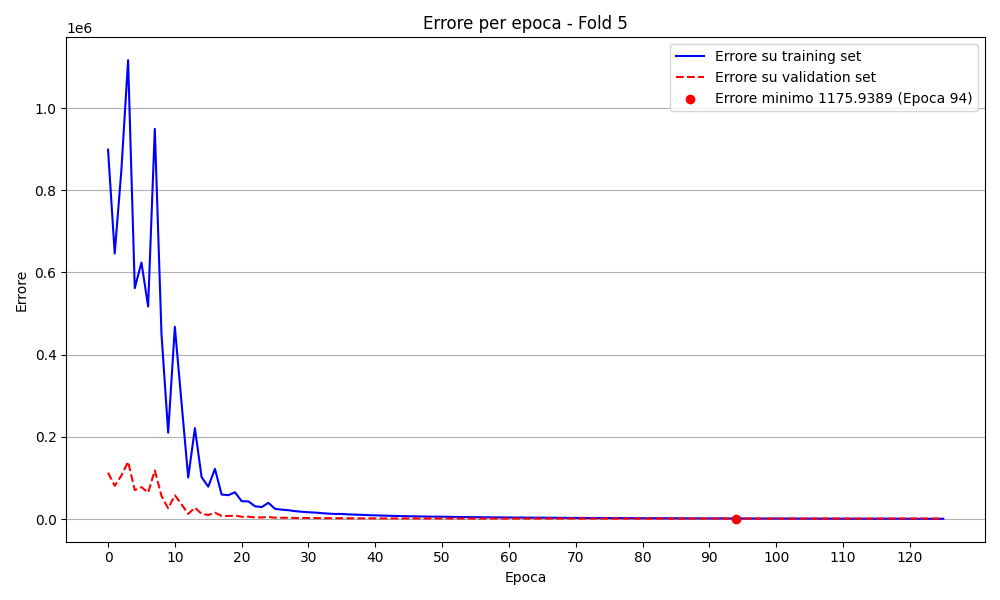 Errore per epoca - Fold 5
1e6
Errore su training set
Errore su validation set
Errore minimo 1175.9389 (Epoca 94)
1.0
0.8
0.6
0.4
0.2
0.0
Errore
0 10 20 30 40 50 60 70 80 90 100 110 120
Epoca